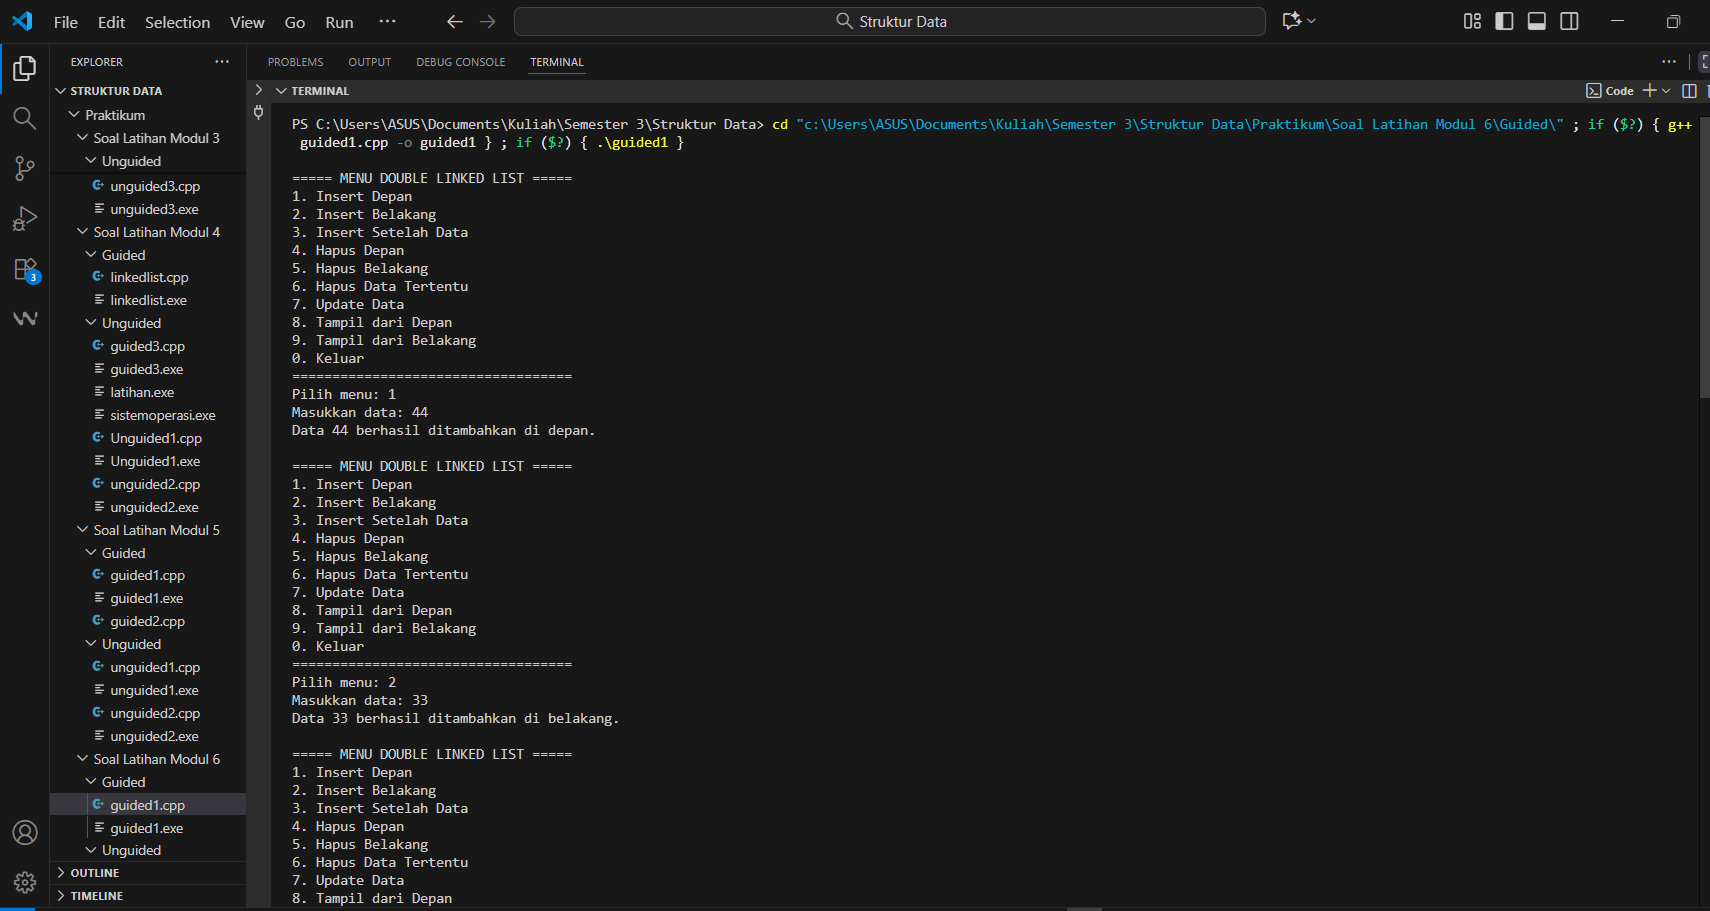 File Edit Selection View Go Run ··· Struktur Data
EXPLORER ···
STRUKTUR DATA
Praktikum
Soal Latihan Modul 3
Unguided
unguided3.cpp
unguided3.exe
Soal Latihan Modul 4
Guided
linkedlist.cpp
linkedlist.exe
Unguided
guided3.cpp
guided3.exe
latihan.exe
sistemoperasi.exe
Unguided1.cpp
Unguided1.exe
unguided2.cpp
unguided2.exe
Soal Latihan Modul 5
Guided
guided1.cpp
guided1.exe
guided2.cpp
Unguided
unguided1.cpp
unguided1.exe
unguided2.cpp
unguided2.exe
Soal Latihan Modul 6
Guided
guided1.cpp
guided1.exe
Unguided
OUTLINE
TIMELINE
3
PROBLEMS OUTPUT DEBUG CONSOLE TERMINAL ···
TERMINAL Code
PS C:\Users\ASUS\Documents\Kuliah\Semester 3\Struktur Data> cd "c:\Users\ASUS\Documents\Kuliah\Semester 3\Struktur Data\Praktikum\Soal Latihan Modul 6\Guided\" ; if ($?) { g++
guided1.cpp -o guided1 } ; if ($?) { .\guided1 }
===== MENU DOUBLE LINKED LIST =====
1. Insert Depan
2. Insert Belakang
3. Insert Setelah Data
4. Hapus Depan
5. Hapus Belakang
6. Hapus Data Tertentu
7. Update Data
8. Tampil dari Depan
9. Tampil dari Belakang
0. Keluar
===================================
Pilih menu: 1
Masukkan data: 44
Data 44 berhasil ditambahkan di depan.
===== MENU DOUBLE LINKED LIST =====
1. Insert Depan
2. Insert Belakang
3. Insert Setelah Data
4. Hapus Depan
5. Hapus Belakang
6. Hapus Data Tertentu
7. Update Data
8. Tampil dari Depan
9. Tampil dari Belakang
0. Keluar
===================================
Pilih menu: 2
Masukkan data: 33
Data 33 berhasil ditambahkan di belakang.
===== MENU DOUBLE LINKED LIST =====
1. Insert Depan
2. Insert Belakang
3. Insert Setelah Data
4. Hapus Depan
5. Hapus Belakang
6. Hapus Data Tertentu
7. Update Data
8. Tampil dari Depan